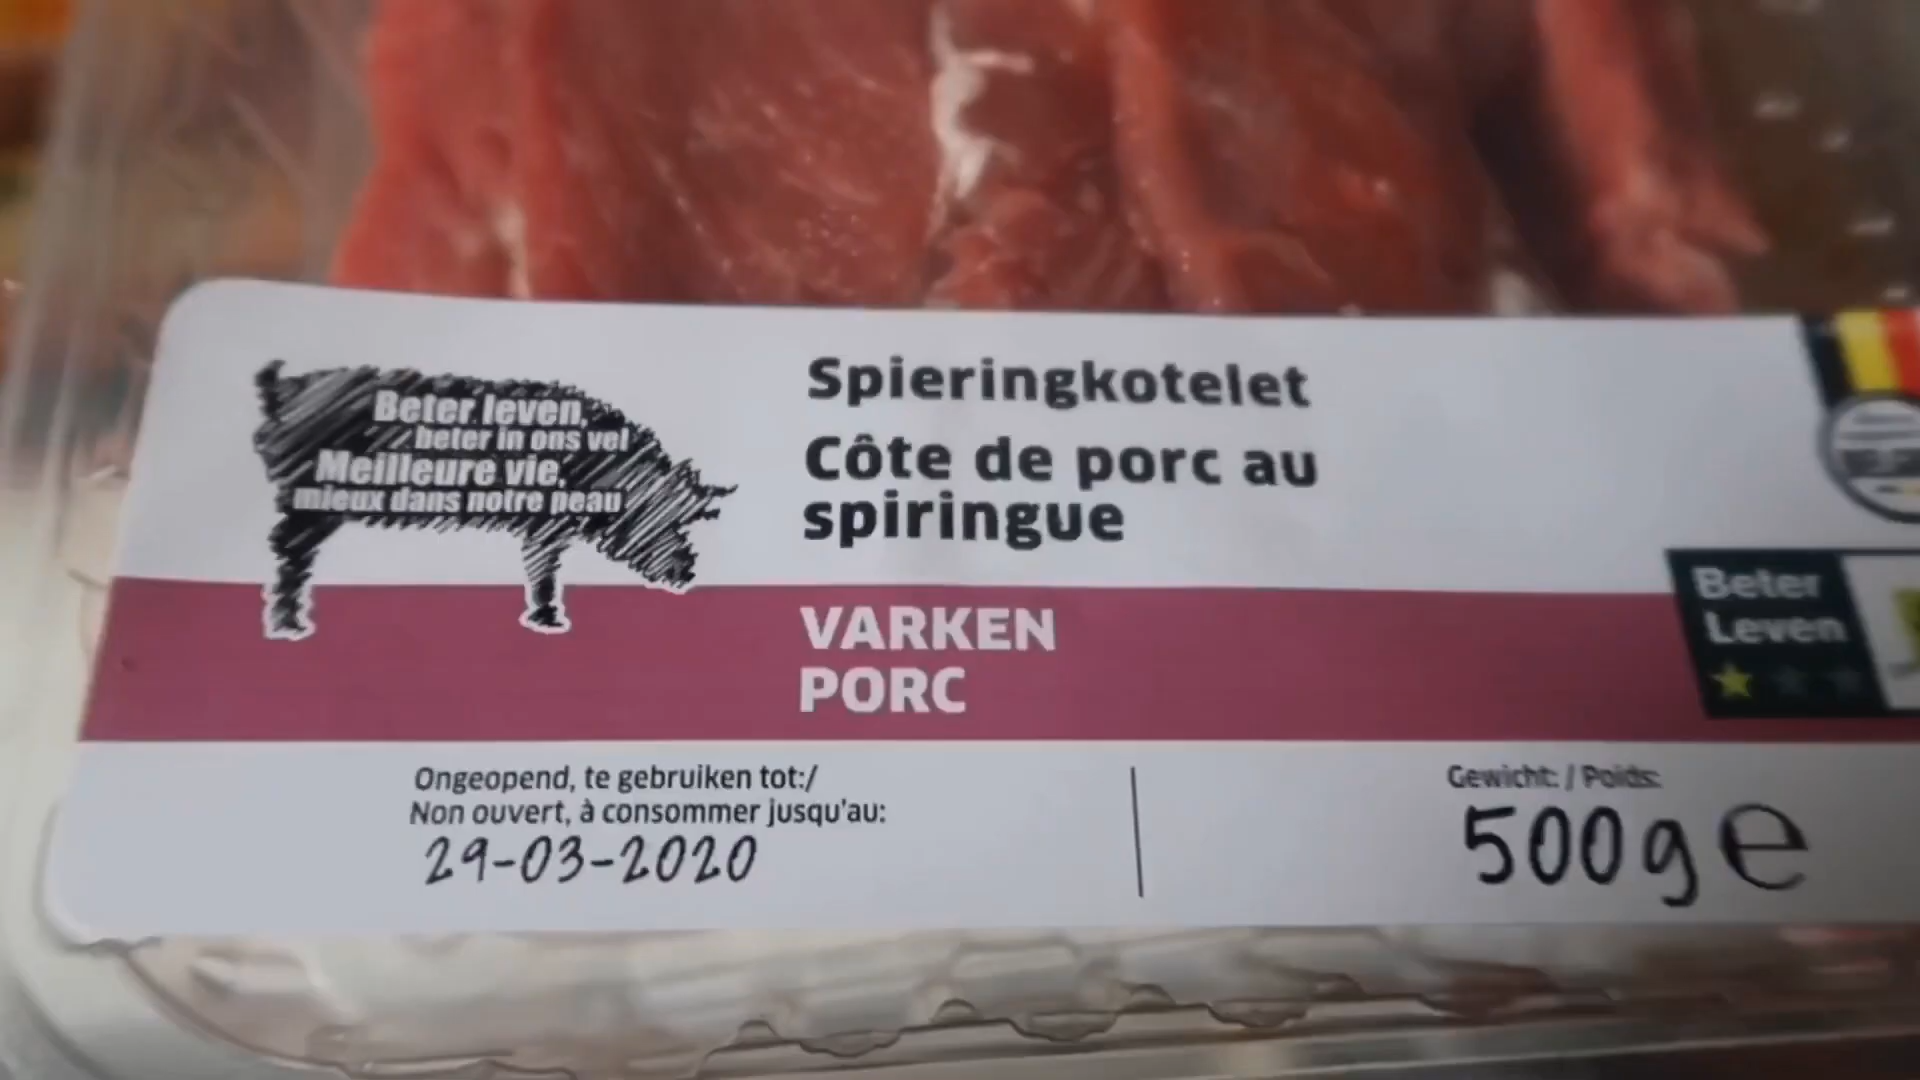 Beter leven,
beter in ons vel
Meilleure vie,
mieux dans notre peau
Spieringkotelet
Côte de porc au
spiringue
VARKEN
PORC
Beter
Leven
Ongeopend, te gebruiken tot:/
Non ouvert, à consommer jusqu'au:
29-03-2020
Gewicht: / Poids:
500g e